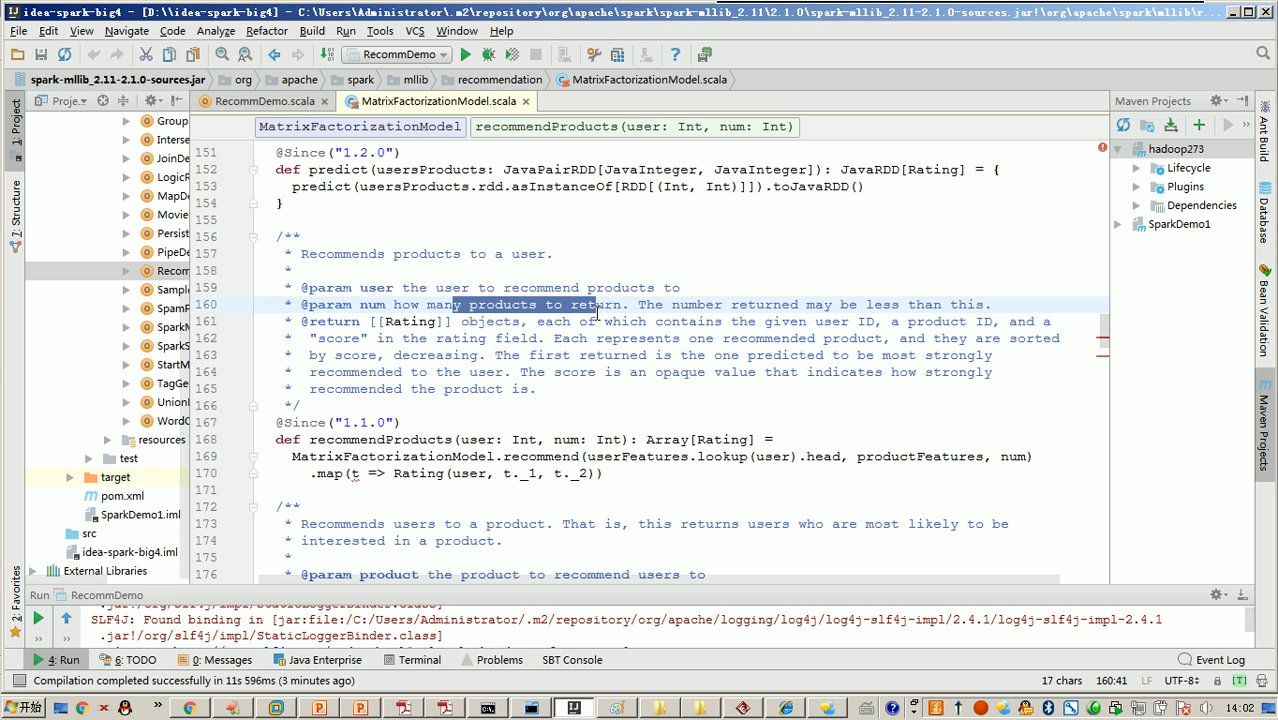 idea-spark-big4 - [D:\\idea-spark-big4] - C:\Users\Administrator\.m2\repository\org\apache\spark\spark-mllib_2.11\2.1.0\spark-mllib_2.11-2.1.0-sources.jar!\org\apache\spark\mllib\r...
File Edit View Navigate Code Analyze Refactor Build Run Tools VCS Window Help
RecommDemo
spark-mllib_2.11-2.1.0-sources.jar org apache spark mllib recommendation MatrixFactorizationModel.scala
Proje... RecommDemo.scala MatrixFactorizationModel.scala Maven Projects
MatrixFactorizationModel recommendProducts(user: Int, num: Int)
1: Project
7: Structure
2: Favorites
Group
Interse
JoinDe
LogicR
MapDe
Movie
Persist
PipeDe
Recom
Sample
SpamF
SparkM
SparkS
StartM
TagGe
UnionI
WordC
resources
test
target
pom.xml
SparkDemo1.iml
src
idea-spark-big4.iml
External Libraries
151 @Since("1.2.0")
152 def predict(usersProducts: JavaPairRDD[JavaInteger, JavaInteger]): JavaRDD[Rating] = {
153 predict(usersProducts.rdd.asInstanceOf[RDD[(Int, Int)]]).toJavaRDD()
154 }
155
156 /**
157 * Recommends products to a user.
158 *
159 * @param user the user to recommend products to
160 * @param num how many products to return. The number returned may be less than this.
161 * @return [[Rating]] objects, each of which contains the given user ID, a product ID, and a
162 * "score" in the rating field. Each represents one recommended product, and they are sorted
163 * by score, decreasing. The first returned is the one predicted to be most strongly
164 * recommended to the user. The score is an opaque value that indicates how strongly
165 * recommended the product is.
166 */
167 @Since("1.1.0")
168 def recommendProducts(user: Int, num: Int): Array[Rating] =
169 MatrixFactorizationModel.recommend(userFeatures.lookup(user).head, productFeatures, num)
170 .map(t => Rating(user, t._1, t._2))
171
172 /**
173 * Recommends users to a product. That is, this returns users who are most likely to be
174 * interested in a product.
175 *
176 * @param product the product to recommend users to
hadoop273
Lifecycle
Plugins
Dependencies
SparkDemo1
Ant Build
Database
Bean Validation
Maven Projects
Run RecommDemo
SLF4J: Found binding in [jar:file:/C:/Users/Administrator/.m2/repository/org/apache/logging/log4j/log4j-slf4j-impl/2.4.1/log4j-slf4j-impl-2.4.1
.jar!/org/slf4j/impl/StaticLoggerBinder.class]
4: Run 6: TODO 0: Messages Java Enterprise Terminal Problems SBT Console Event Log
Compilation completed successfully in 11s 596ms (3 minutes ago) 17 chars 160:41 LF UTF-8 [T]
开始 14:02